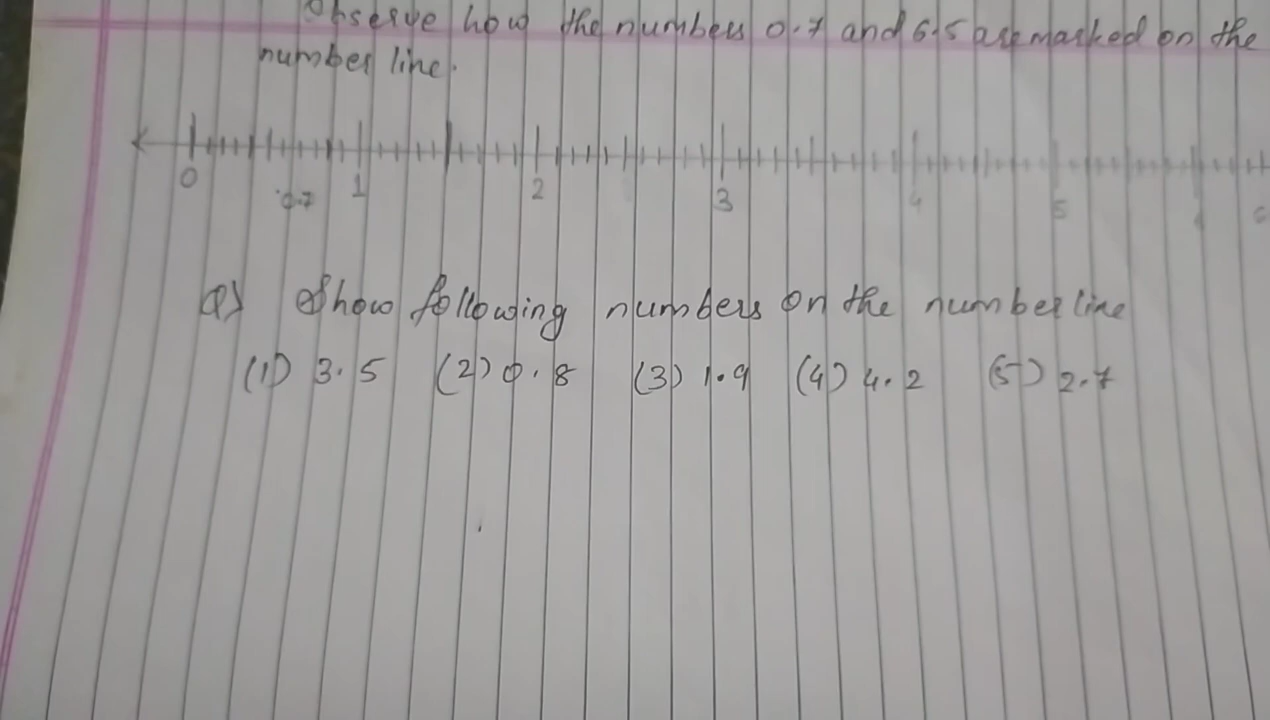 Observe how the numbers 0.7 and 6.5 are marked on the
number line.
0 0.7 1 2 3 4 5
Q) Show following numbers on the number line
(1) 3.5 (2) 0.8 (3) 1.9 (4) 4.2 (5) 2.7